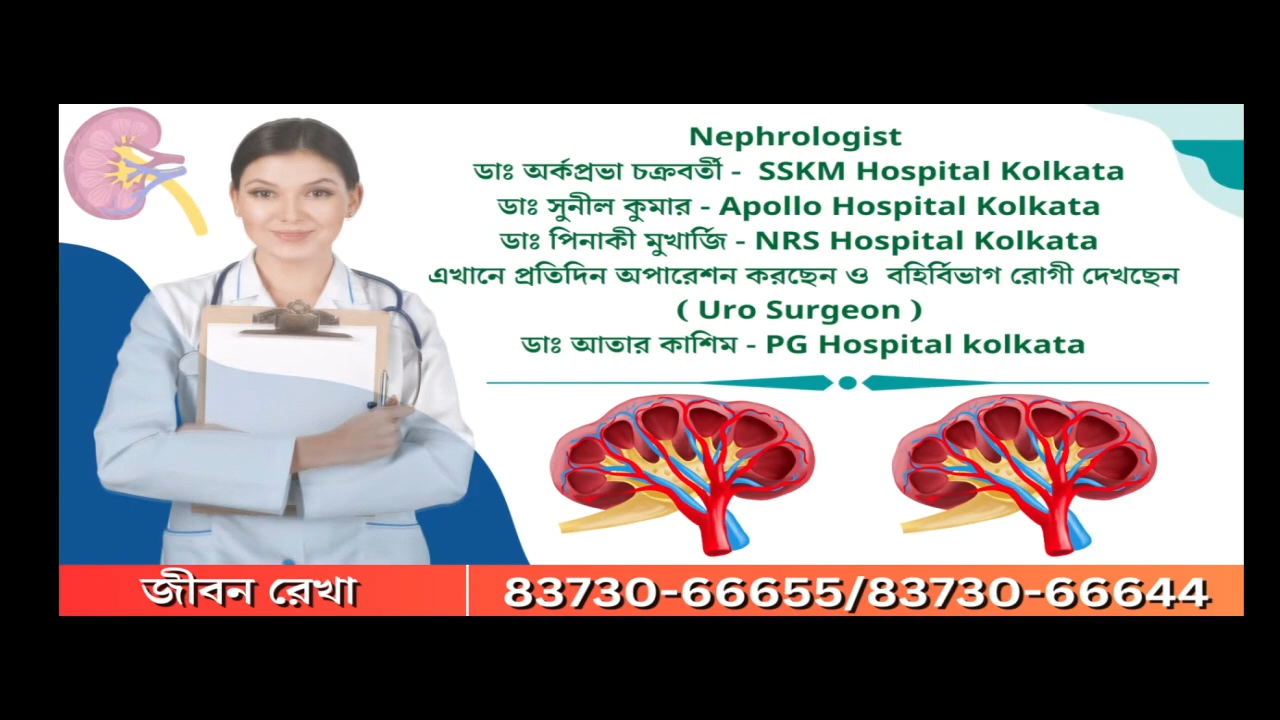 Nephrologist
ডাঃ অর্কপ্রভা চক্রবর্তী - SSKM Hospital Kolkata
ডাঃ সুনীল কুমার - Apollo Hospital Kolkata
ডাঃ পিনাকী মুখার্জি - NRS Hospital Kolkata
এখানে প্রতিদিন অপারেশন করছেন ও বহির্বিভাগ রোগী দেখছেন
( Uro Surgeon )
ডাঃ আতার কাশিম - PG Hospital kolkata
জীবন রেখা
83730-66655/83730-66644